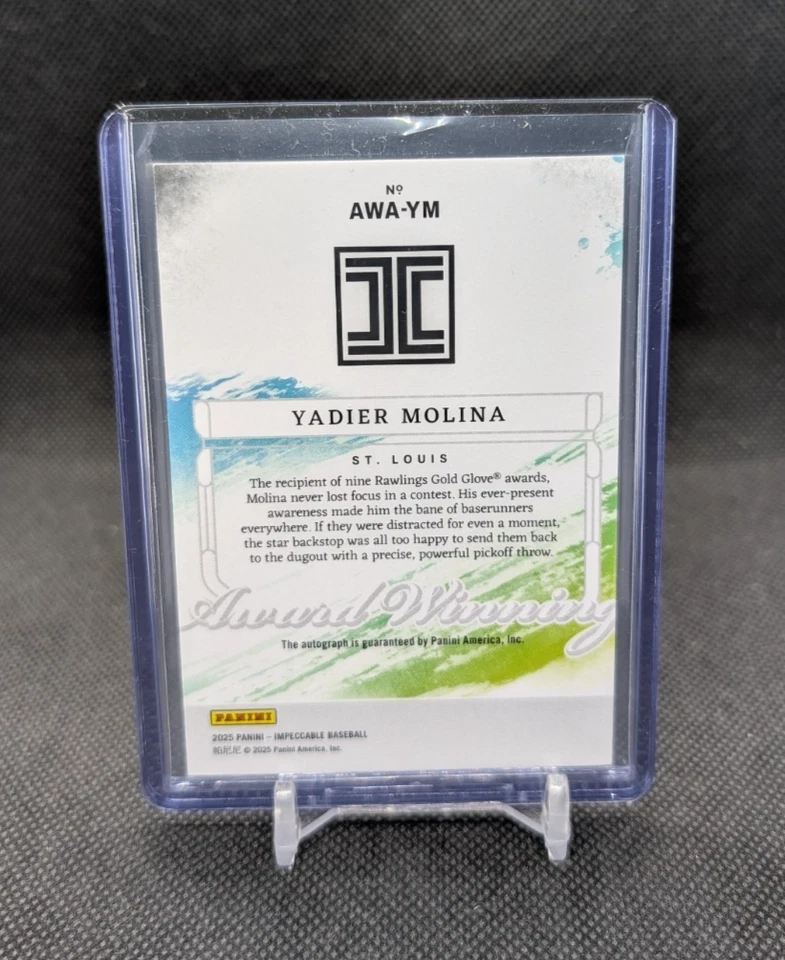 Nº
AWA-YM
YADIER MOLINA
ST. LOUIS
The recipient of nine Rawlings Gold Glove® awards,
Molina never lost focus in a contest. His ever-present
awareness made him the bane of baserunners
everywhere. If they were distracted for even a moment,
the star backstop was all too happy to send them back
to the dugout with a precise, powerful pickoff throw.
Award Winning
The autograph is guaranteed by Panini America, Inc.
PANINI
2025 PANINI – IMPECCABLE BASEBALL
帕尼尼 © 2025 Panini America, Inc.